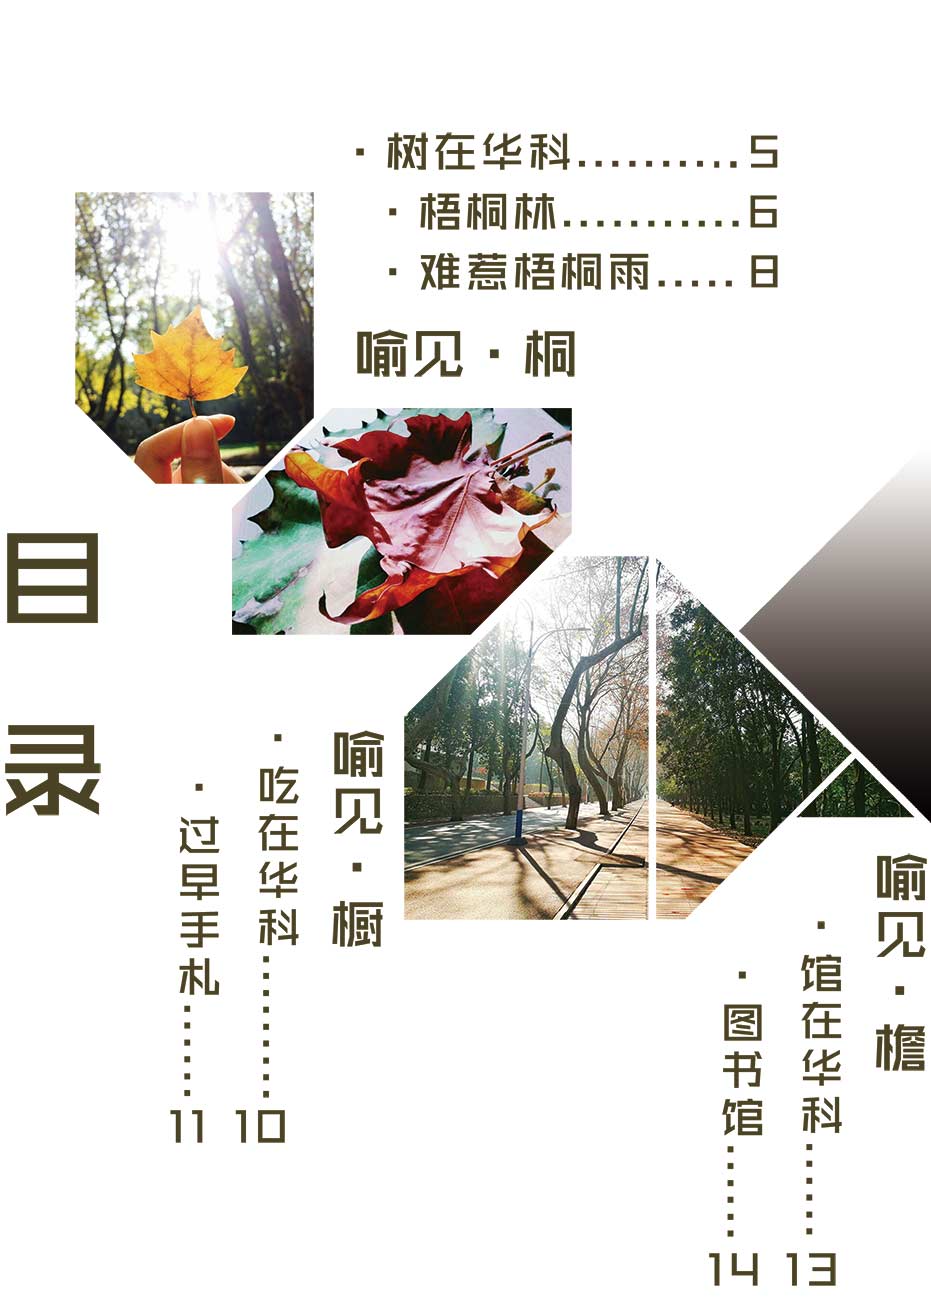 ·树在华科..........5
·梧桐林...........6
·难惹梧桐雨.....8
喻见·桐
目录
喻见·橱
·吃在华科.........10
·过早手札......11
喻见·檐
·馆在华科......13
·图书馆......14